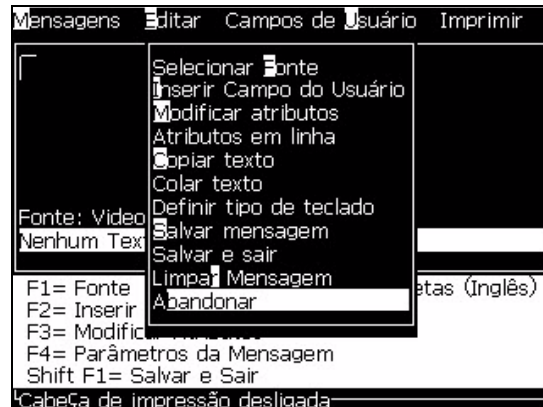 Mensagens Editar Campos de Usuário Imprimir
Selecionar Fonte
Inserir Campo do Usuário
Modificar atributos
Atributos em linha
Copiar texto
Colar texto
Definir tipo de teclado
Salvar mensagem
Salvar e sair
Limpar Mensagem
Abandonar
Fonte: Video
Nenhum Tex
F1= Fonte etas (Inglês)
F2= Inserir
F3= Modificar Atributos
F4= Parâmetros da Mensagem
Shift F1= Salvar e Sair
Cabeça de impressão desligada